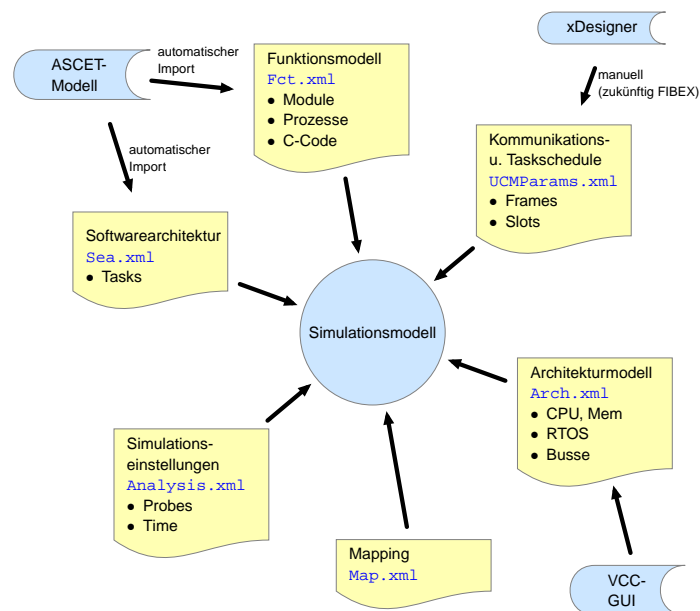 ASCET-
Modell
automatischer
Import
automatischer
Import
Funktionsmodell
Fct.xml
● Module
● Prozesse
● C-Code
xDesigner
manuell
(zukünftig FIBEX)
Kommunikations-
u. Taskschedule
UCMParams.xml
● Frames
● Slots
Softwarearchitektur
Sea.xml
● Tasks
Simulationsmodell
Architekturmodell
Arch.xml
● CPU, Mem
● RTOS
● Busse
Simulations-
einstellungen
Analysis.xml
● Probes
● Time
Mapping
Map.xml
VCC-
GUI